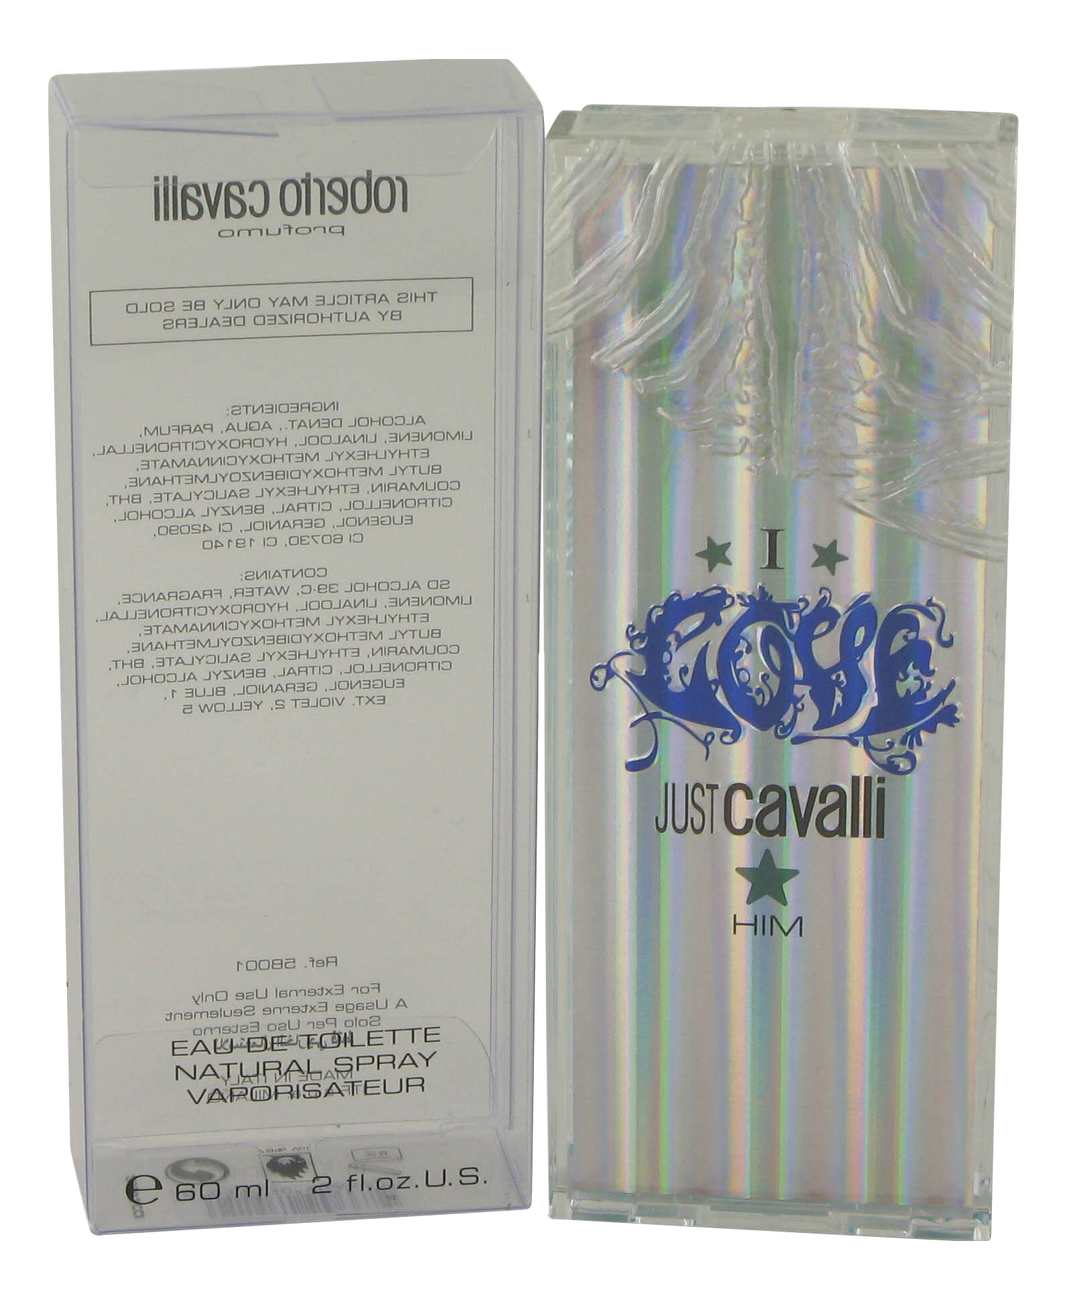 roberto cavalli
profumo
THIS ARTICLE MAY ONLY BE SOLD
BY AUTHORIZED DEALERS
INGREDIENTS:
ALCOHOL DENAT., AQUA, PARFUM,
LIMONENE, LINALOOL, HYDROXYCITRONELLAL,
ETHYLHEXYL METHOXYCINNAMATE,
BUTYL METHOXYDIBENZOYLMETHANE,
COUMARIN, ETHYLHEXYL SALICYLATE, BHT,
CITRONELLOL, CITRAL, BENZYL ALCOHOL,
EUGENOL, GERANIOL, CI 42090,
CI 60730, CI 19140
CONTAINS:
SD ALCOHOL 39-C, WATER, FRAGRANCE,
LIMONENE, LINALOOL, HYDROXYCITRONELLAL,
ETHYLHEXYL METHOXYCINNAMATE,
BUTYL METHOXYDIBENZOYLMETHANE,
COUMARIN, ETHYLHEXYL SALICYLATE, BHT,
CITRONELLOL, CITRAL, BENZYL ALCOHOL,
EUGENOL, GERANIOL, BLUE 1,
EXT. VIOLET 2, YELLOW 5
Ref. 58001
For External Use Only
A Usage Externe Seulement
Solo Per Uso Esterno
EAU DE TOILETTE
NATURAL SPRAY
MADE IN ITALY
VAPORISATEUR
e 60 ml 2 fl.oz.U.S.
I
LOVE
JUST cavalli
HIM